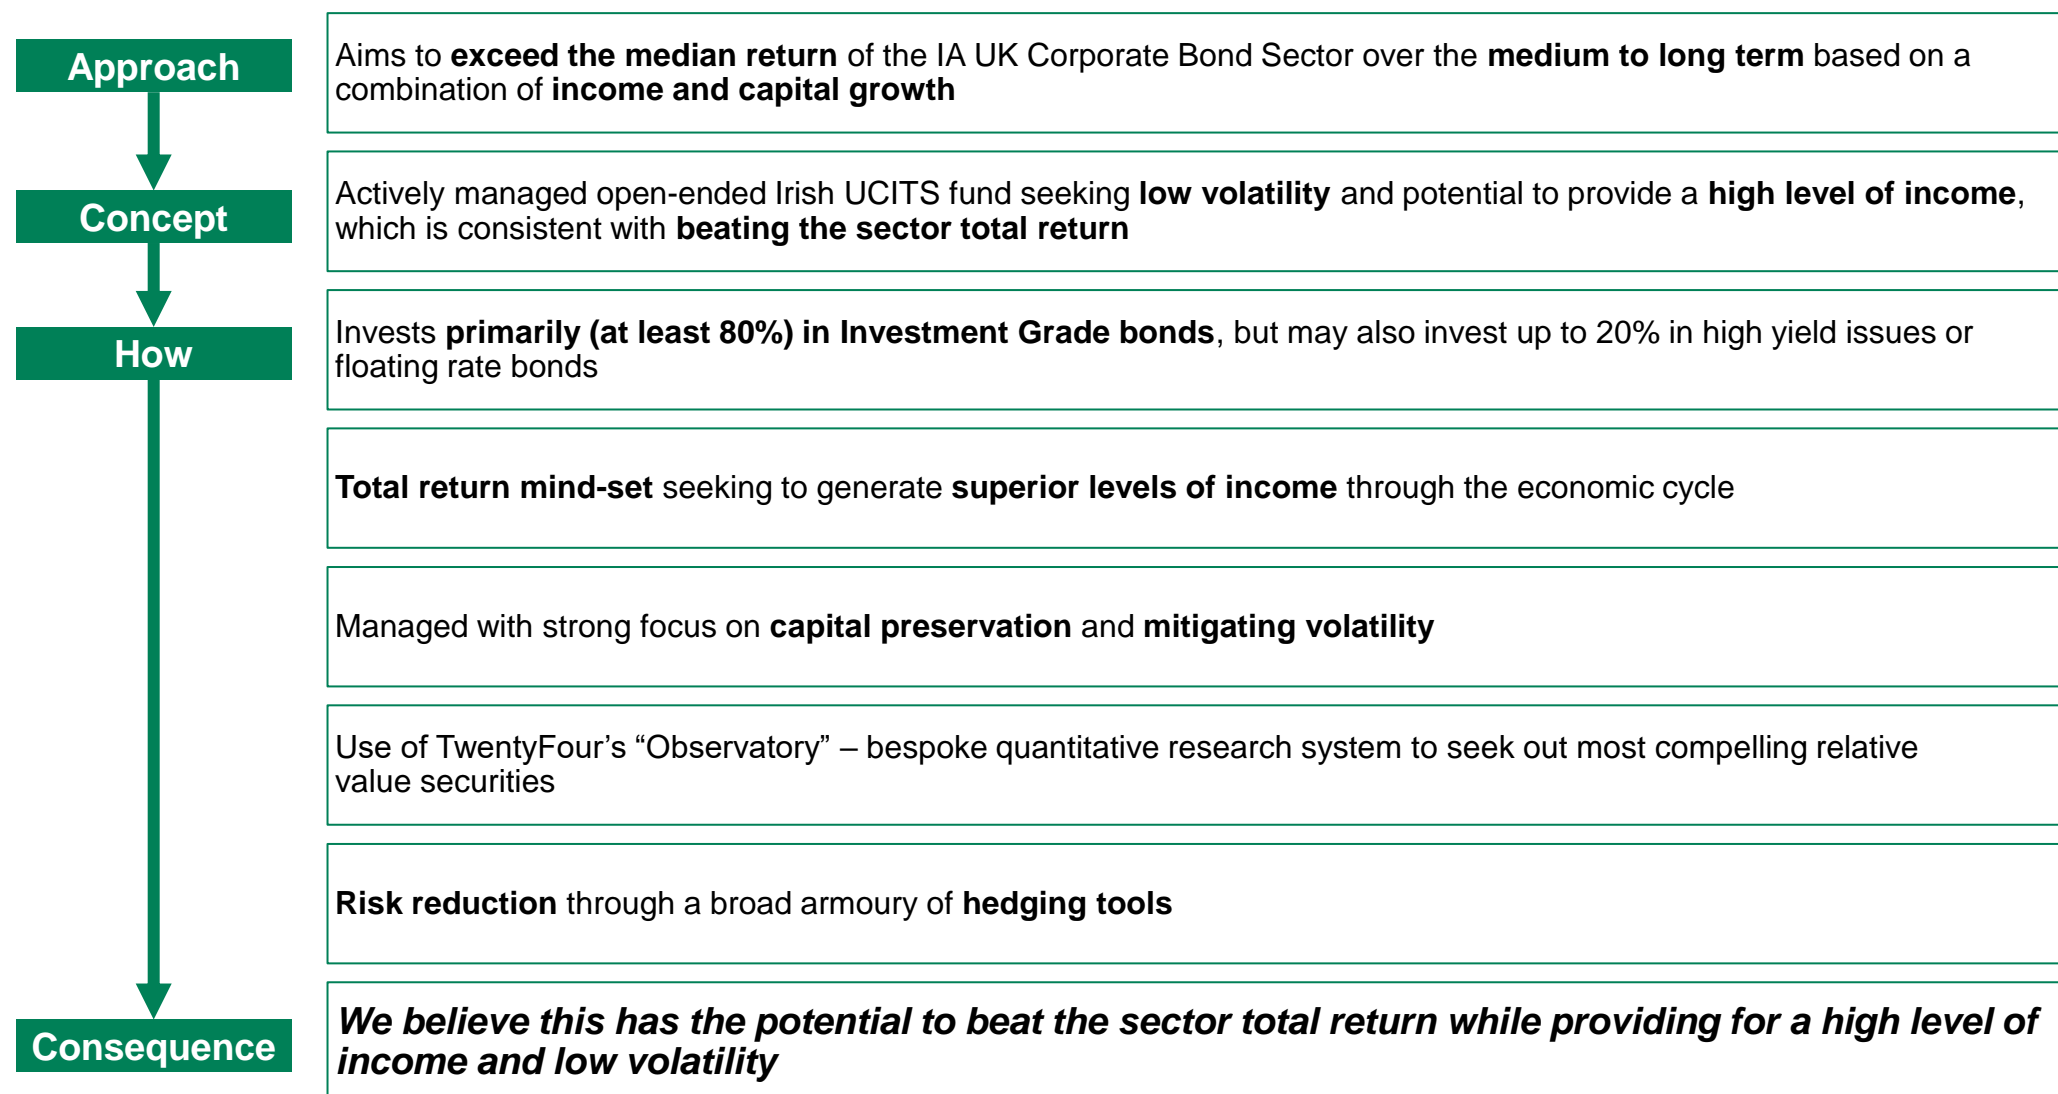 Approach
Aims to exceed the median return of the IA UK Corporate Bond Sector over the medium to long term based on a
combination of income and capital growth
Concept
Actively managed open-ended Irish UCITS fund seeking low volatility and potential to provide a high level of income,
which is consistent with beating the sector total return
How
Invests primarily (at least 80%) in Investment Grade bonds, but may also invest up to 20% in high yield issues or
floating rate bonds
Total return mind-set seeking to generate superior levels of income through the economic cycle
Managed with strong focus on capital preservation and mitigating volatility
Use of TwentyFour’s “Observatory” – bespoke quantitative research system to seek out most compelling relative
value securities
Risk reduction through a broad armoury of hedging tools
Consequence
We believe this has the potential to beat the sector total return while providing for a high level of
income and low volatility